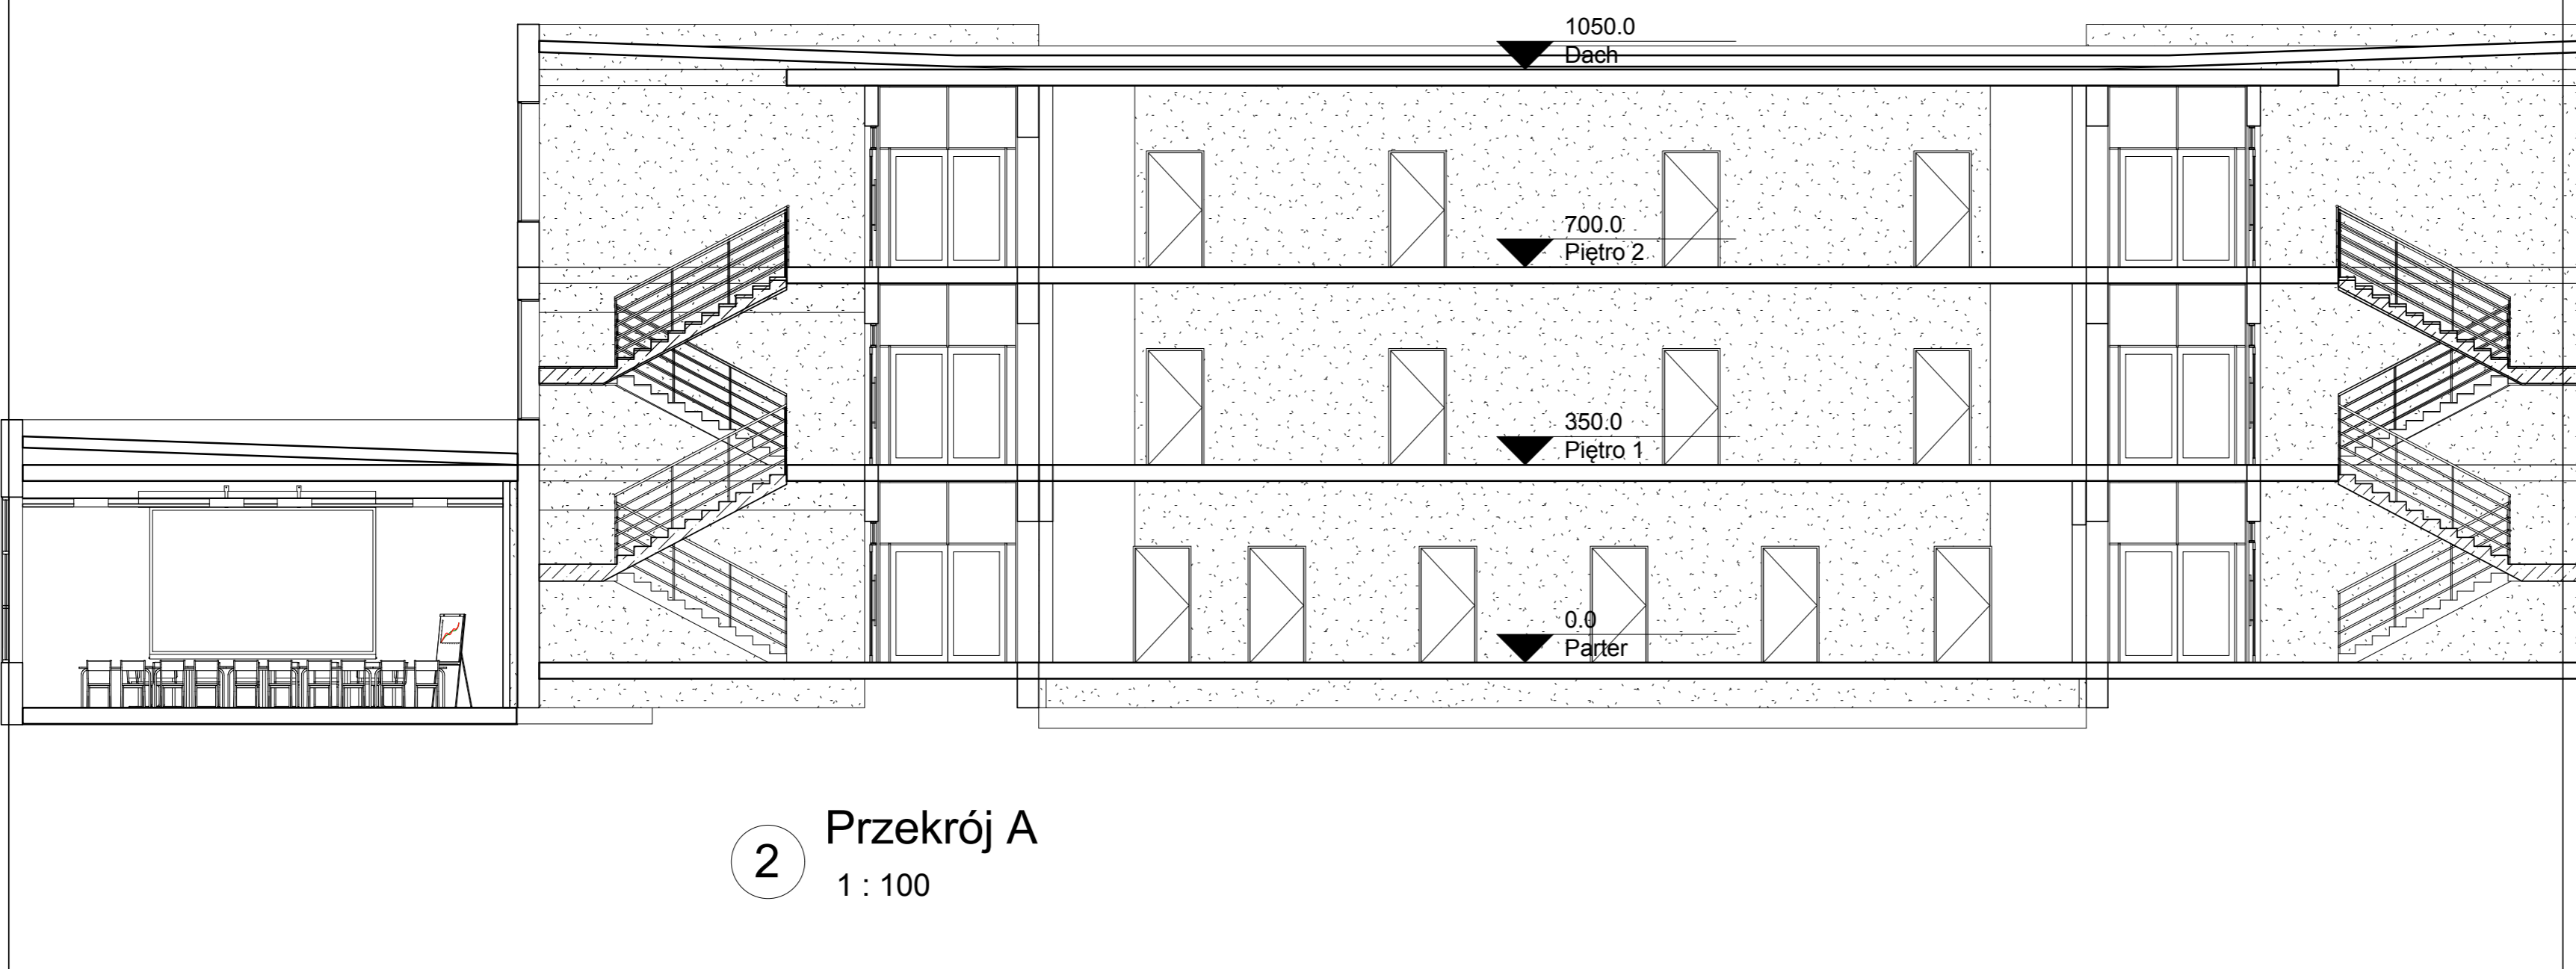 1050.0
Dach
700.0
Piętro 2
350.0
Piętro 1
0.0
Parter
2
Przekrój A
1 : 100